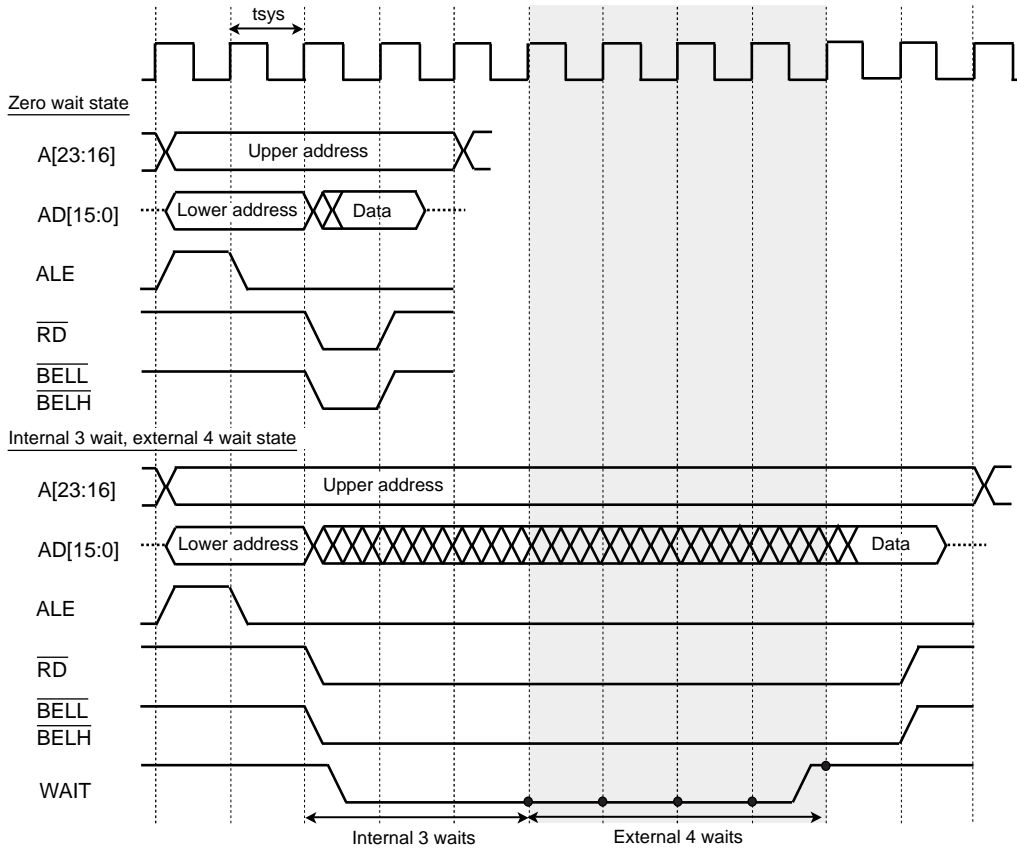 tsys
Zero wait state
A[23:16]
Upper address
AD[15:0]
Lower address
Data
ALE
RD
BELL
BELH
Internal 3 wait, external 4 wait state
A[23:16]
Upper address
AD[15:0]
Lower address
Data
ALE
RD
BELL
BELH
WAIT
Internal 3 waits
External 4 waits